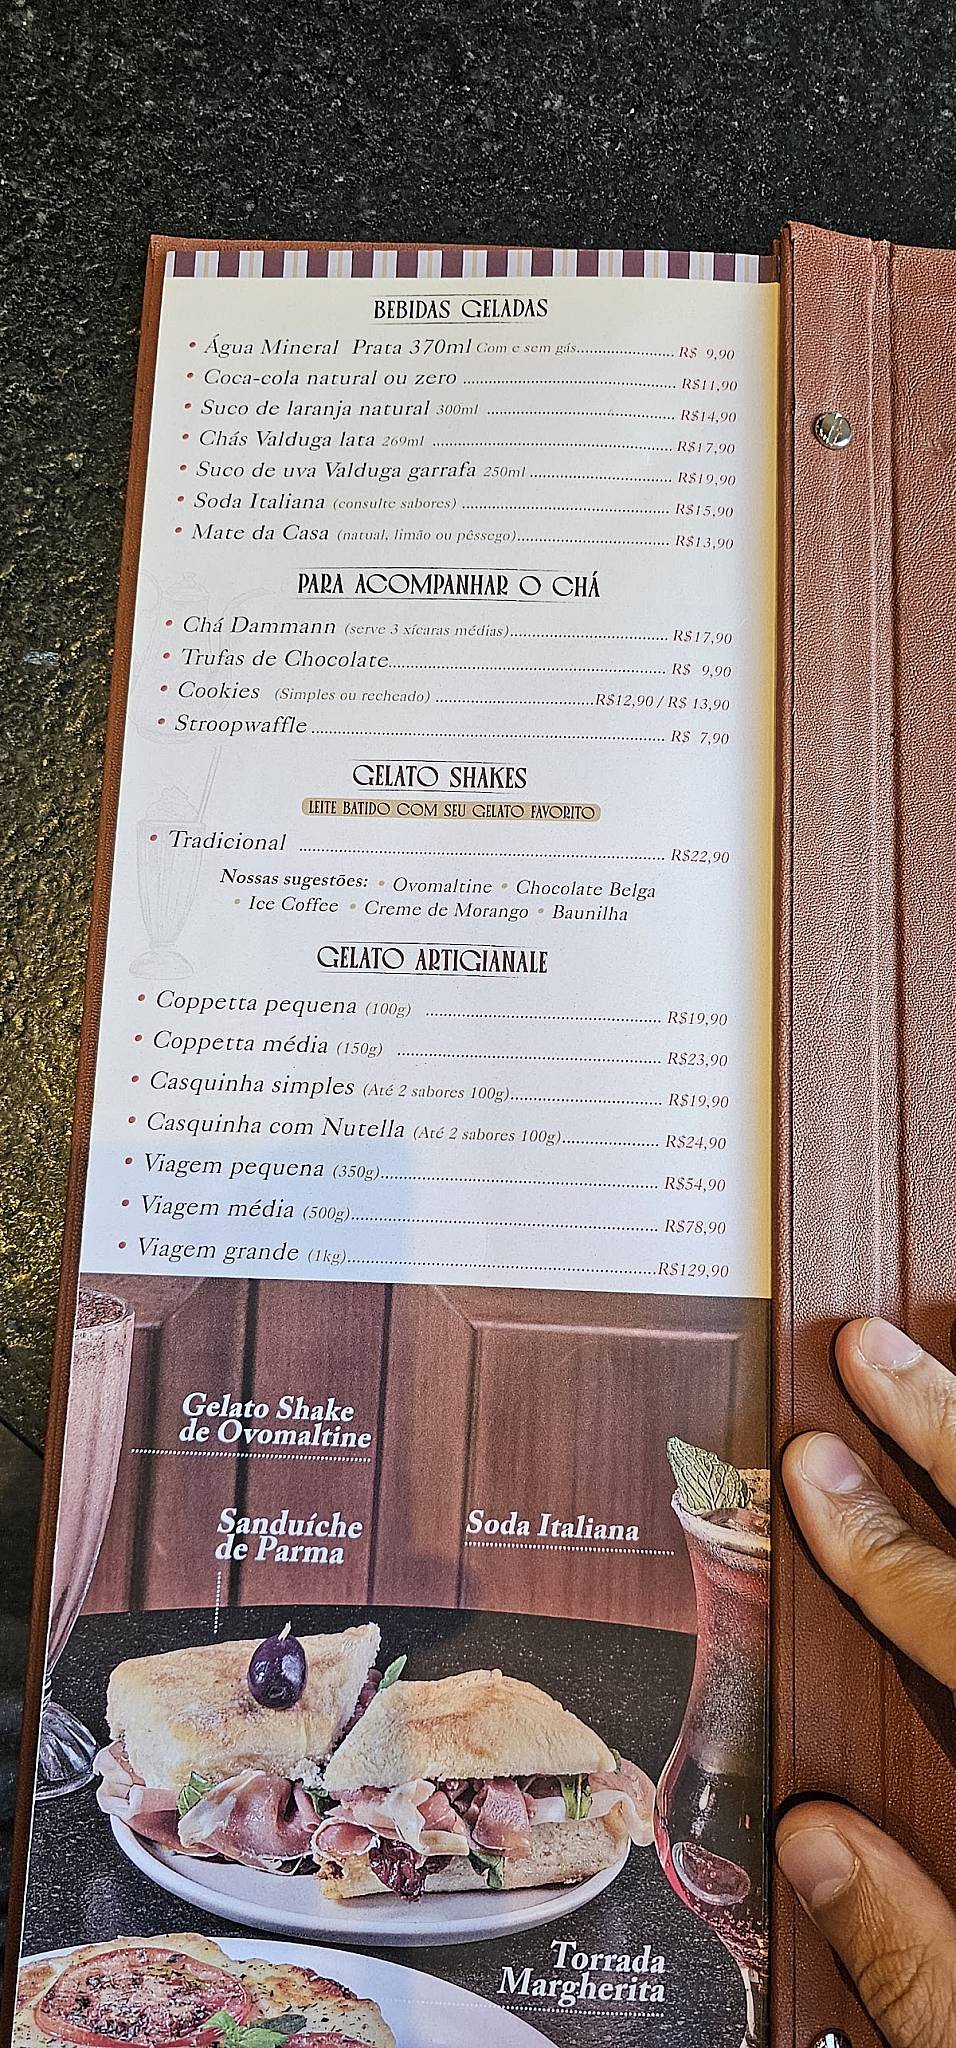 BEBIDAS GELADAS
• Água Mineral Prata 370ml Com e sem gás.......................... R$ 9,90
• Coca-cola natural ou zero .......................... R$11,90
• Suco de laranja natural 300ml .......................... R$14,90
• Chás Valduga lata 269ml .......................... R$17,90
• Suco de uva Valduga garrafa 250ml .......................... R$19,90
• Soda Italiana (consulte sabores) .......................... R$15,90
• Mate da Casa (natual, limão ou pêssego).......................... R$13,90
PARA ACOMPANHAR O CHÁ
• Chá Dammann (serve 3 xícaras médias).......................... R$17,90
• Trufas de Chocolate.......................... R$ 9,90
• Cookies (Simples ou recheado) ..........................R$12,90 / R$ 13,90
• Stroopwaffle .......................... R$ 7,90
GELATO SHAKES
LEITE BATIDO COM SEU GELATO FAVORITO
• Tradicional .......................... R$22,90
Nossas sugestões: • Ovomaltine • Chocolate Belga
• Ice Coffee • Creme de Morango • Baunilha
GELATO ARTIGIANALE
• Coppetta pequena (100g) .......................... R$19,90
• Coppetta média (150g) .......................... R$23,90
• Casquinha simples (Até 2 sabores 100g).......................... R$19,90
• Casquinha com Nutella (Até 2 sabores 100g).......................... R$24,90
• Viagem pequena (350g).......................... R$54,90
• Viagem média (500g).......................... R$78,90
• Viagem grande (1kg)..........................R$129,90
Gelato Shake
de Ovomaltine
Sanduíche
de Parma
Soda Italiana
Torrada
Margherita